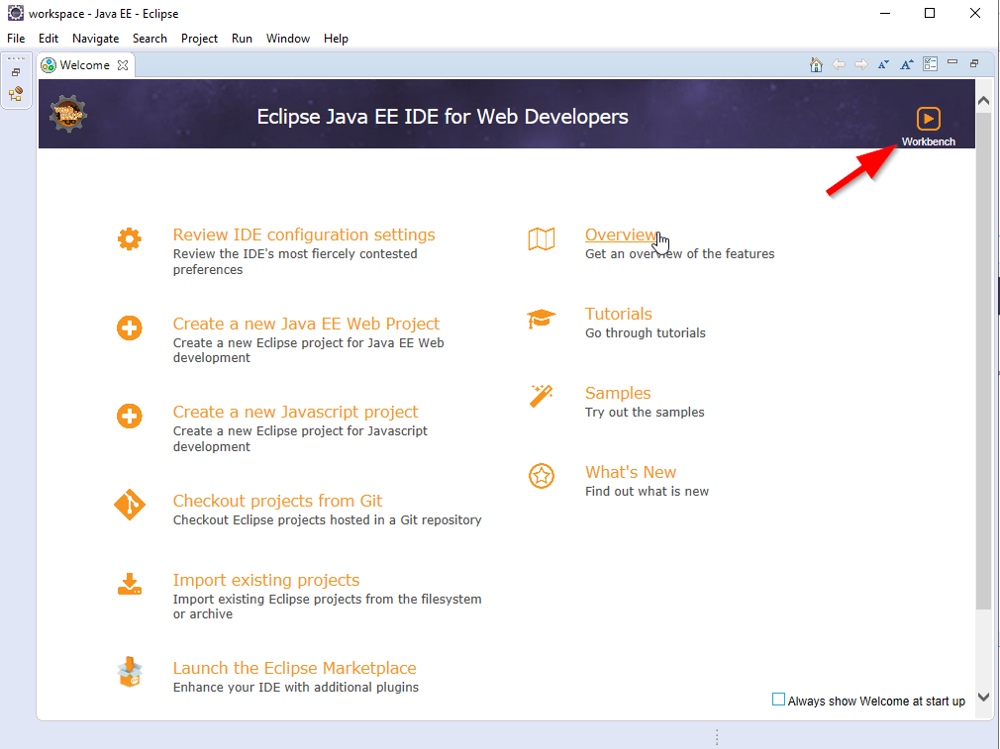 workspace - Java EE - Eclipse
File Edit Navigate Search Project Run Window Help
Welcome
Eclipse Java EE IDE for Web Developers
Workbench
Review IDE configuration settings
Review the IDE's most fiercely contested
preferences
Create a new Java EE Web Project
Create a new Eclipse project for Java EE Web
development
Create a new Javascript project
Create a new Eclipse project for Javascript
development
Checkout projects from Git
Checkout Eclipse projects hosted in a Git repository
Import existing projects
Import existing Eclipse projects from the filesystem
or archive
Launch the Eclipse Marketplace
Enhance your IDE with additional plugins
Overview
Get an overview of the features
Tutorials
Go through tutorials
Samples
Try out the samples
What's New
Find out what is new
Always show Welcome at start up